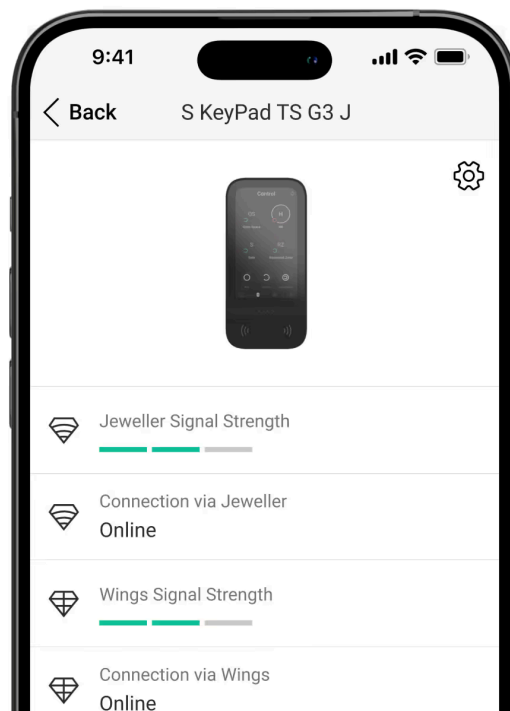 9:41
Back
S KeyPad TS G3 J
Control
Jeweller Signal Strength
Connection via Jeweller
Online
Wings Signal Strength
Connection via Wings
Online